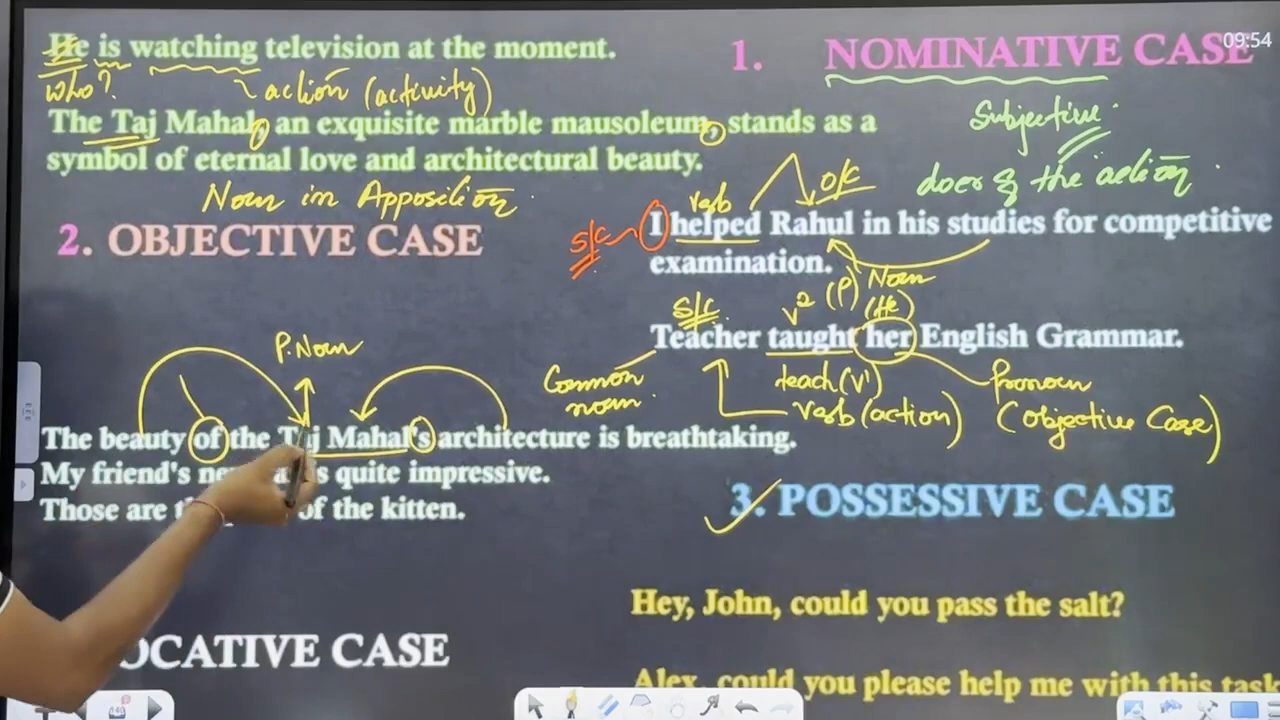 He is watching television at the moment.
who?
action (activity)
The Taj Mahal, an exquisite marble mausoleum, stands as a
symbol of eternal love and architectural beauty.
Noun in Apposition
1. NOMINATIVE CASE
09:54
Subjective
doer of the action
2. OBJECTIVE CASE
verb
O/C
S/C
I helped Rahul in his studies for competitive
examination.
(P) Noun
S/C
V2
(He)
Teacher taught her English Grammar.
Common
noun.
teach (V1)
verb (action)
Pronoun
(Objective Case)
P. Noun
The beauty of the Taj Mahal's architecture is breathtaking.
My friend's quite impressive.
Those are of the kitten.
3. POSSESSIVE CASE
Hey, John, could you pass the salt?
OCATIVE CASE
Alex, could you please help me with this task